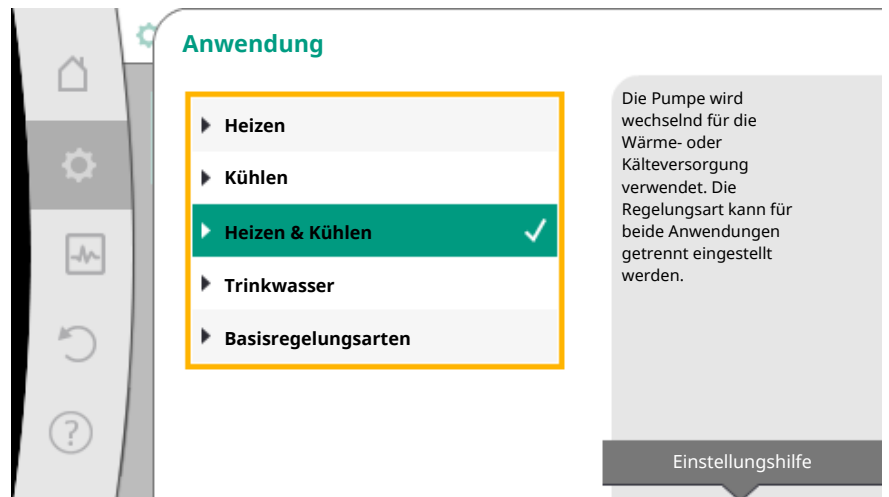 Anwendung
Heizen
Kühlen
Heizen & Kühlen
Trinkwasser
Basisregelungsarten
Die Pumpe wird
wechselnd für die
Wärme- oder
Kälteversorgung
verwendet. Die
Regelungsart kann für
beide Anwendungen
getrennt eingestellt
werden.
Einstellungshilfe